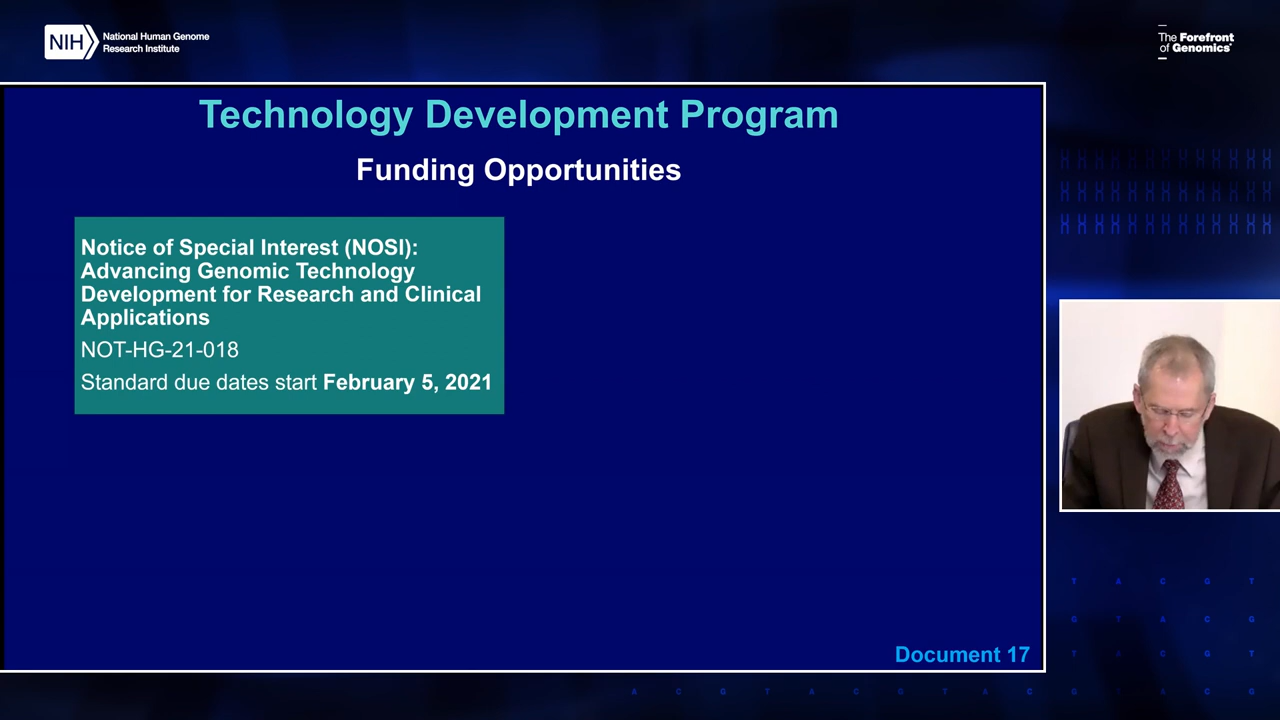 NIH
National Human Genome
Research Institute
The Forefront
of Genomics®
Technology Development Program
Funding Opportunities
Notice of Special Interest (NOSI):
Advancing Genomic Technology
Development for Research and Clinical
Applications
NOT-HG-21-018
Standard due dates start February 5, 2021
Document 17
T A C G T
G T A C G
T A C G T
A C G T A C G T A C G T A C G